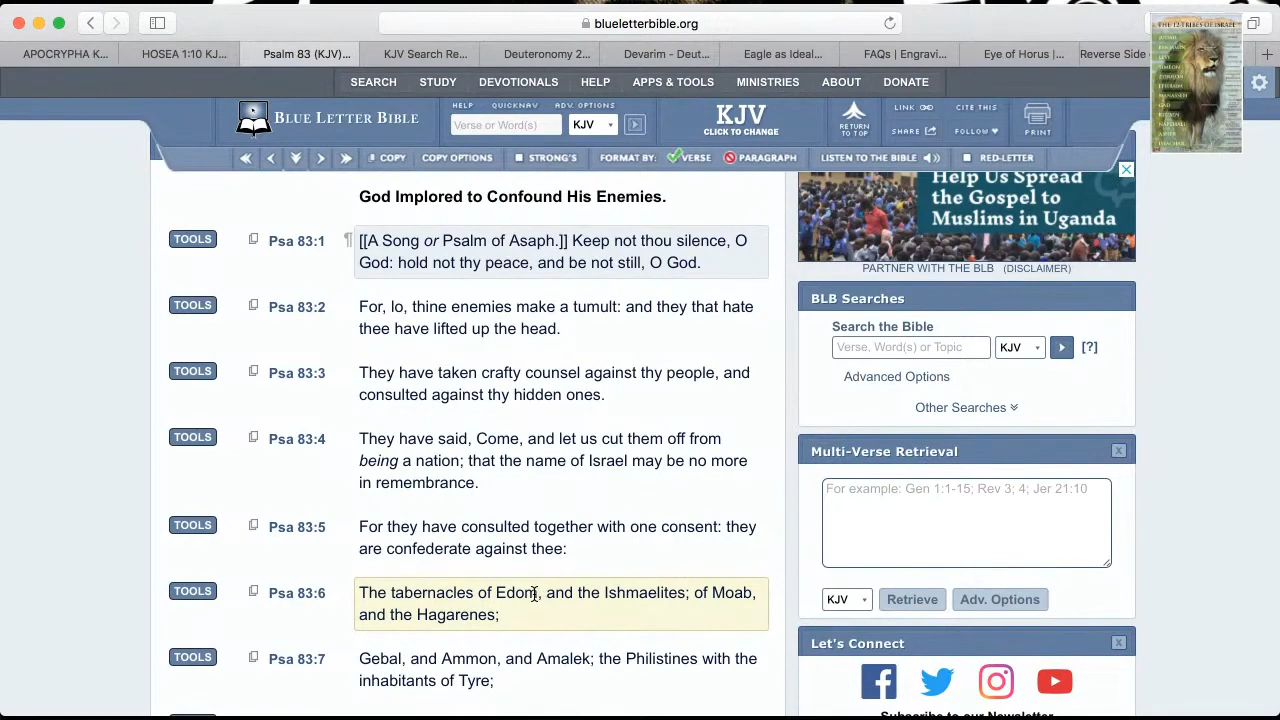 blueletterbible.org
APOCRYPHA K...
HOSEA 1:10 KJ...
Psalm 83 (KJV)...
KJV Search Re...
Deuteronomy 2...
Devarim - Deut...
Eagle as Ideal...
FAQs | Engravi...
Eye of Horus |...
Reverse Side
THE 12 TRIBES OF ISRAEL
SEARCH STUDY DEVOTIONALS HELP APPS & TOOLS MINISTRIES ABOUT DONATE
BLUE LETTER BIBLE
HELP QUICKNAV ADV. OPTIONS
Verse or Word(s) KJV
KJV
CLICK TO CHANGE
RETURN
TO TOP
LINK
CITE THIS
SHARE
FOLLOW
PRINT
COPY COPY OPTIONS STRONG'S FORMAT BY: VERSE PARAGRAPH LISTEN TO THE BIBLE RED-LETTER
God Implored to Confound His Enemies.
TOOLS Psa 83:1 ¶ [[A Song or Psalm of Asaph.]] Keep not thou silence, O
God: hold not thy peace, and be not still, O God.
TOOLS Psa 83:2 For, lo, thine enemies make a tumult: and they that hate
thee have lifted up the head.
TOOLS Psa 83:3 They have taken crafty counsel against thy people, and
consulted against thy hidden ones.
TOOLS Psa 83:4 They have said, Come, and let us cut them off from
being a nation; that the name of Israel may be no more
in remembrance.
TOOLS Psa 83:5 For they have consulted together with one consent: they
are confederate against thee:
TOOLS Psa 83:6 The tabernacles of Edom, and the Ishmaelites; of Moab,
and the Hagarenes;
TOOLS Psa 83:7 Gebal, and Ammon, and Amalek; the Philistines with the
inhabitants of Tyre;
Help Us Spread
the Gospel to
Muslims in Uganda
PARTNER WITH THE BLB (DISCLAIMER)
BLB Searches
Search the Bible
Verse, Word(s) or Topic KJV [?]
Advanced Options
Other Searches
Multi-Verse Retrieval X
For example: Gen 1:1-15; Rev 3; 4; Jer 21:10
KJV Retrieve Adv. Options
Let's Connect X
Subscribe to our Newsletter